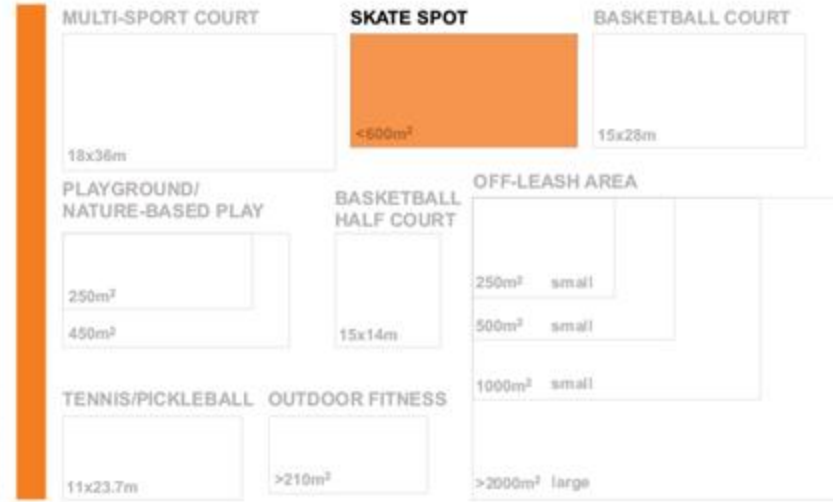 MULTI-SPORT COURT
18x36m
SKATE SPOT
<600m²
BASKETBALL COURT
15x28m
PLAYGROUND/
NATURE-BASED PLAY
250m²
450m²
BASKETBALL
HALF COURT
15x14m
OFF-LEASH AREA
250m² small
500m² small
1000m² small
>2000m² large
TENNIS/PICKLEBALL
11x23.7m
OUTDOOR FITNESS
>210m²